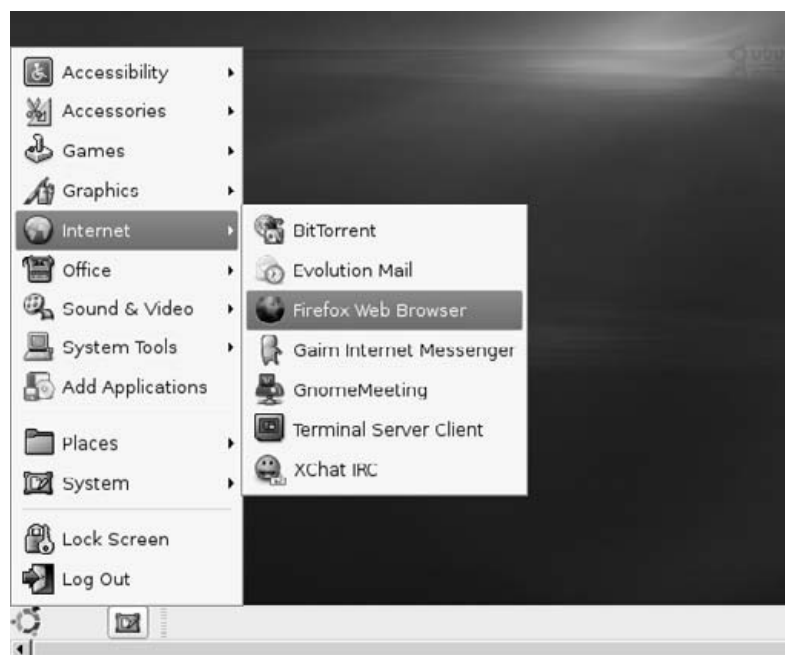 Accessibility
Accessories
Games
Graphics
Internet
Office
Sound & Video
System Tools
Add Applications
Places
System
Lock Screen
Log Out
BitTorrent
Evolution Mail
Firefox Web Browser
Gaim Internet Messenger
GnomeMeeting
Terminal Server Client
XChat IRC